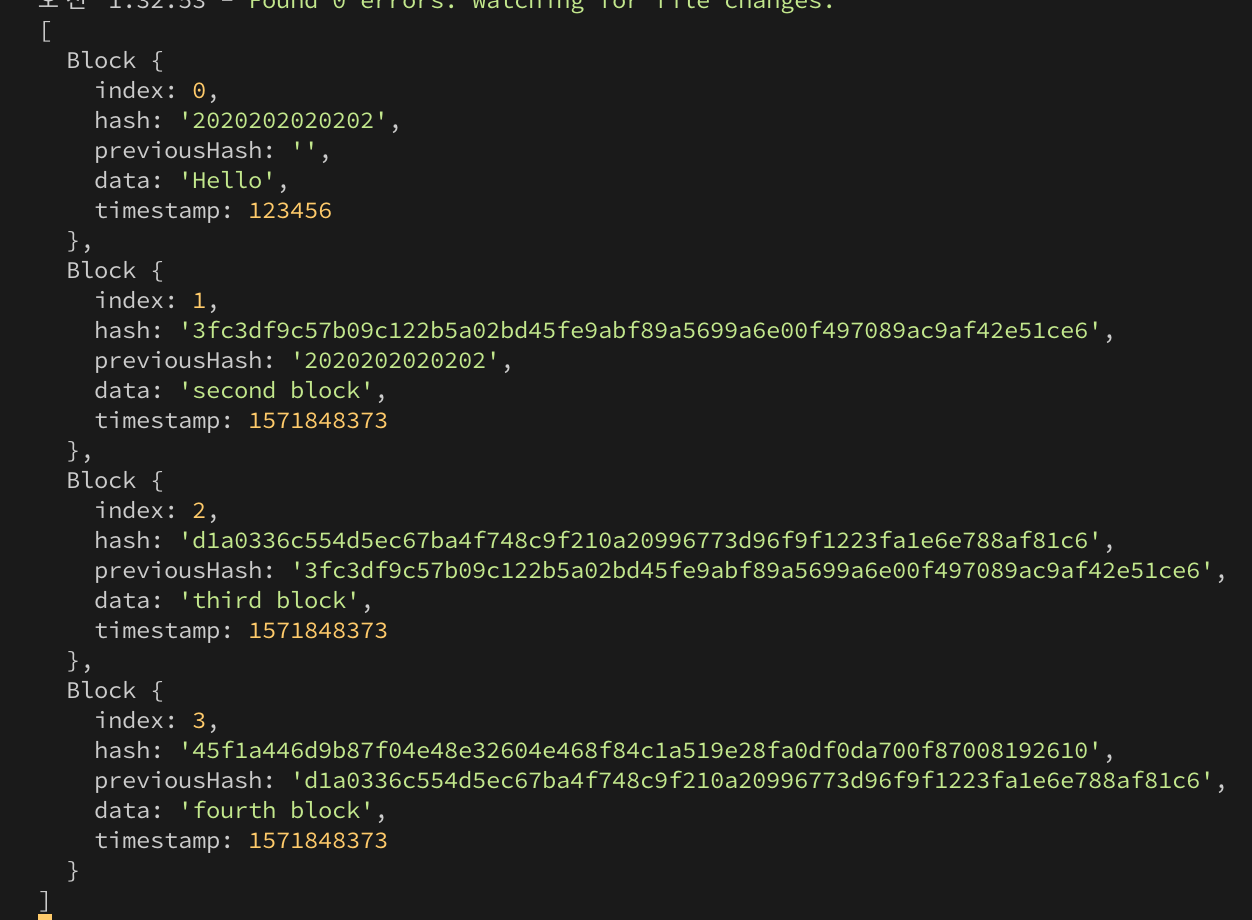 오전 1:32:53 - Found 0 errors. Watching for file changes.
[
  Block {
    index: 0,
    hash: '2020202020202',
    previousHash: '',
    data: 'Hello',
    timestamp: 123456
  },
  Block {
    index: 1,
    hash: '3fc3df9c57b09c122b5a02bd45fe9abf89a5699a6e00f497089ac9af42e51ce6',
    previousHash: '2020202020202',
    data: 'second block',
    timestamp: 1571848373
  },
  Block {
    index: 2,
    hash: 'd1a0336c554d5ec67ba4f748c9f210a20996773d96f9f1223fa1e6e788af81c6',
    previousHash: '3fc3df9c57b09c122b5a02bd45fe9abf89a5699a6e00f497089ac9af42e51ce6',
    data: 'third block',
    timestamp: 1571848373
  },
  Block {
    index: 3,
    hash: '45f1a446d9b87f04e48e32604e468f84c1a519e28fa0df0da700f87008192610',
    previousHash: 'd1a0336c554d5ec67ba4f748c9f210a20996773d96f9f1223fa1e6e788af81c6',
    data: 'fourth block',
    timestamp: 1571848373
  }
]